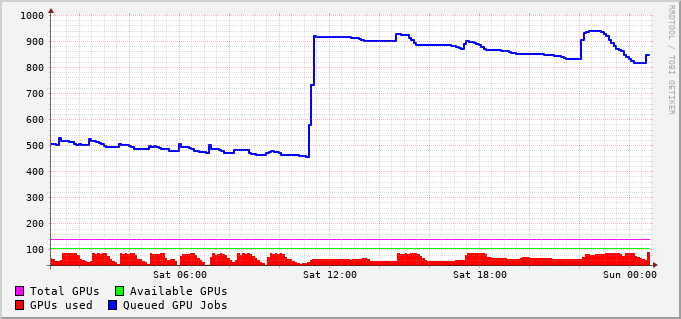 1000
900
800
700
600
500
400
300
200
100
Sat 06:00 Sat 12:00 Sat 18:00 Sun 00:00
Total GPUs Available GPUs
GPUs used Queued GPU Jobs
RRDTOOL / TOBI OETIKER